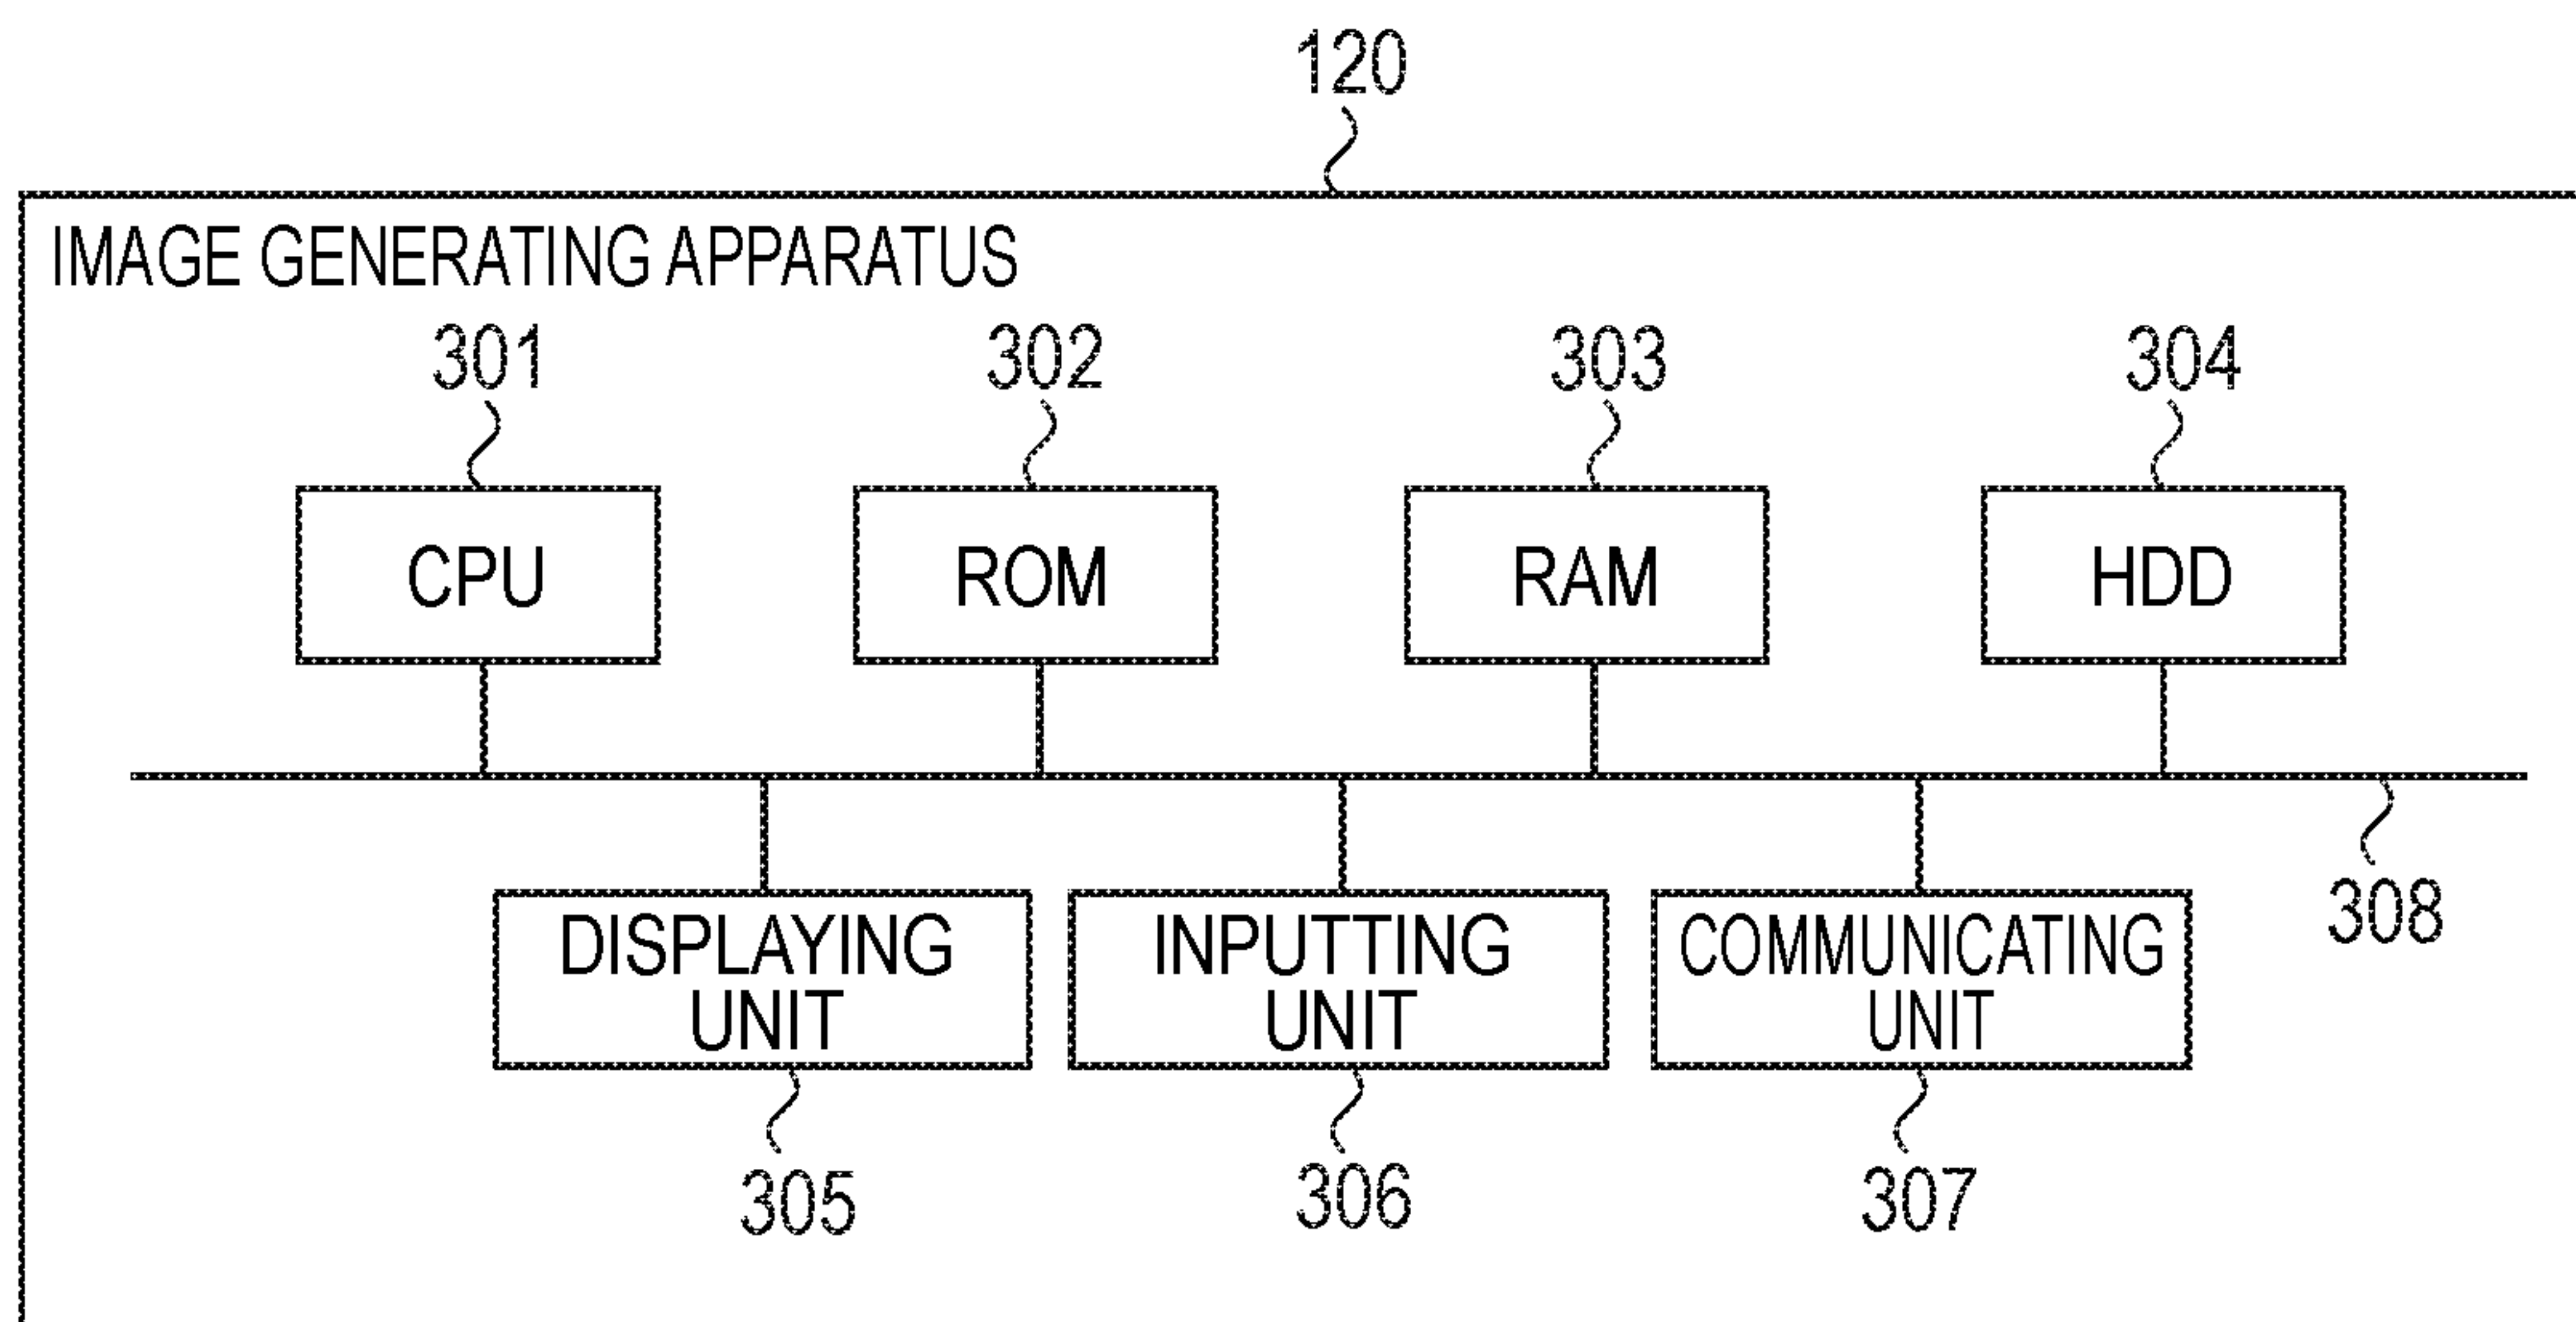 120
IMAGE GENERATING APPARATUS
301 302 303 304
CPU ROM RAM HDD
308
DISPLAYING
UNIT
INPUTTING
UNIT
COMMUNICATING
UNIT
305 306 307